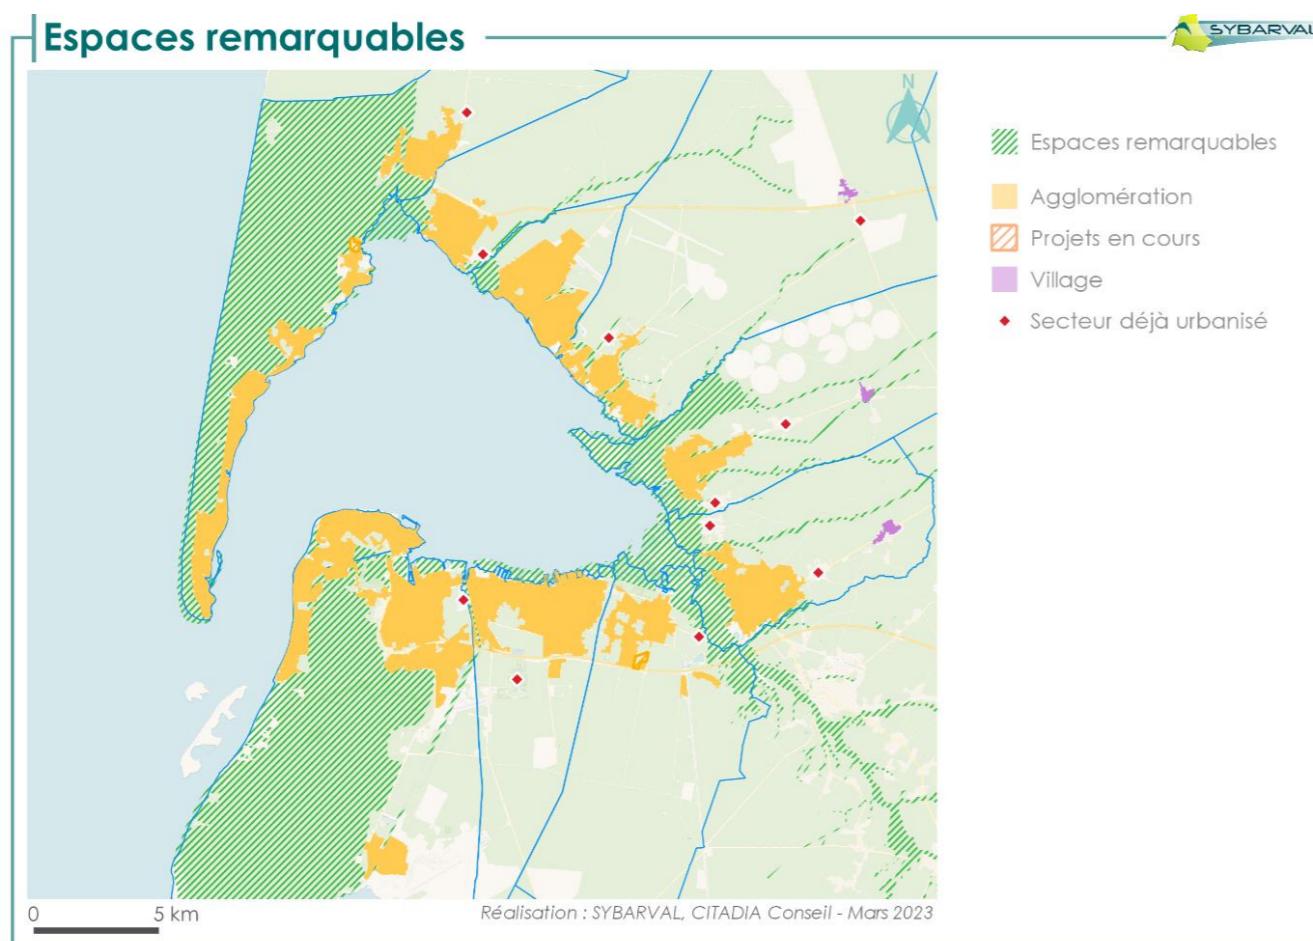 Espaces remarquables
SYBARVAL
N
Espaces remarquables
Agglomération
Projets en cours
Village
Secteur déjà urbanisé
0 5 km
Réalisation : SYBARVAL, CITADIA Conseil - Mars 2023